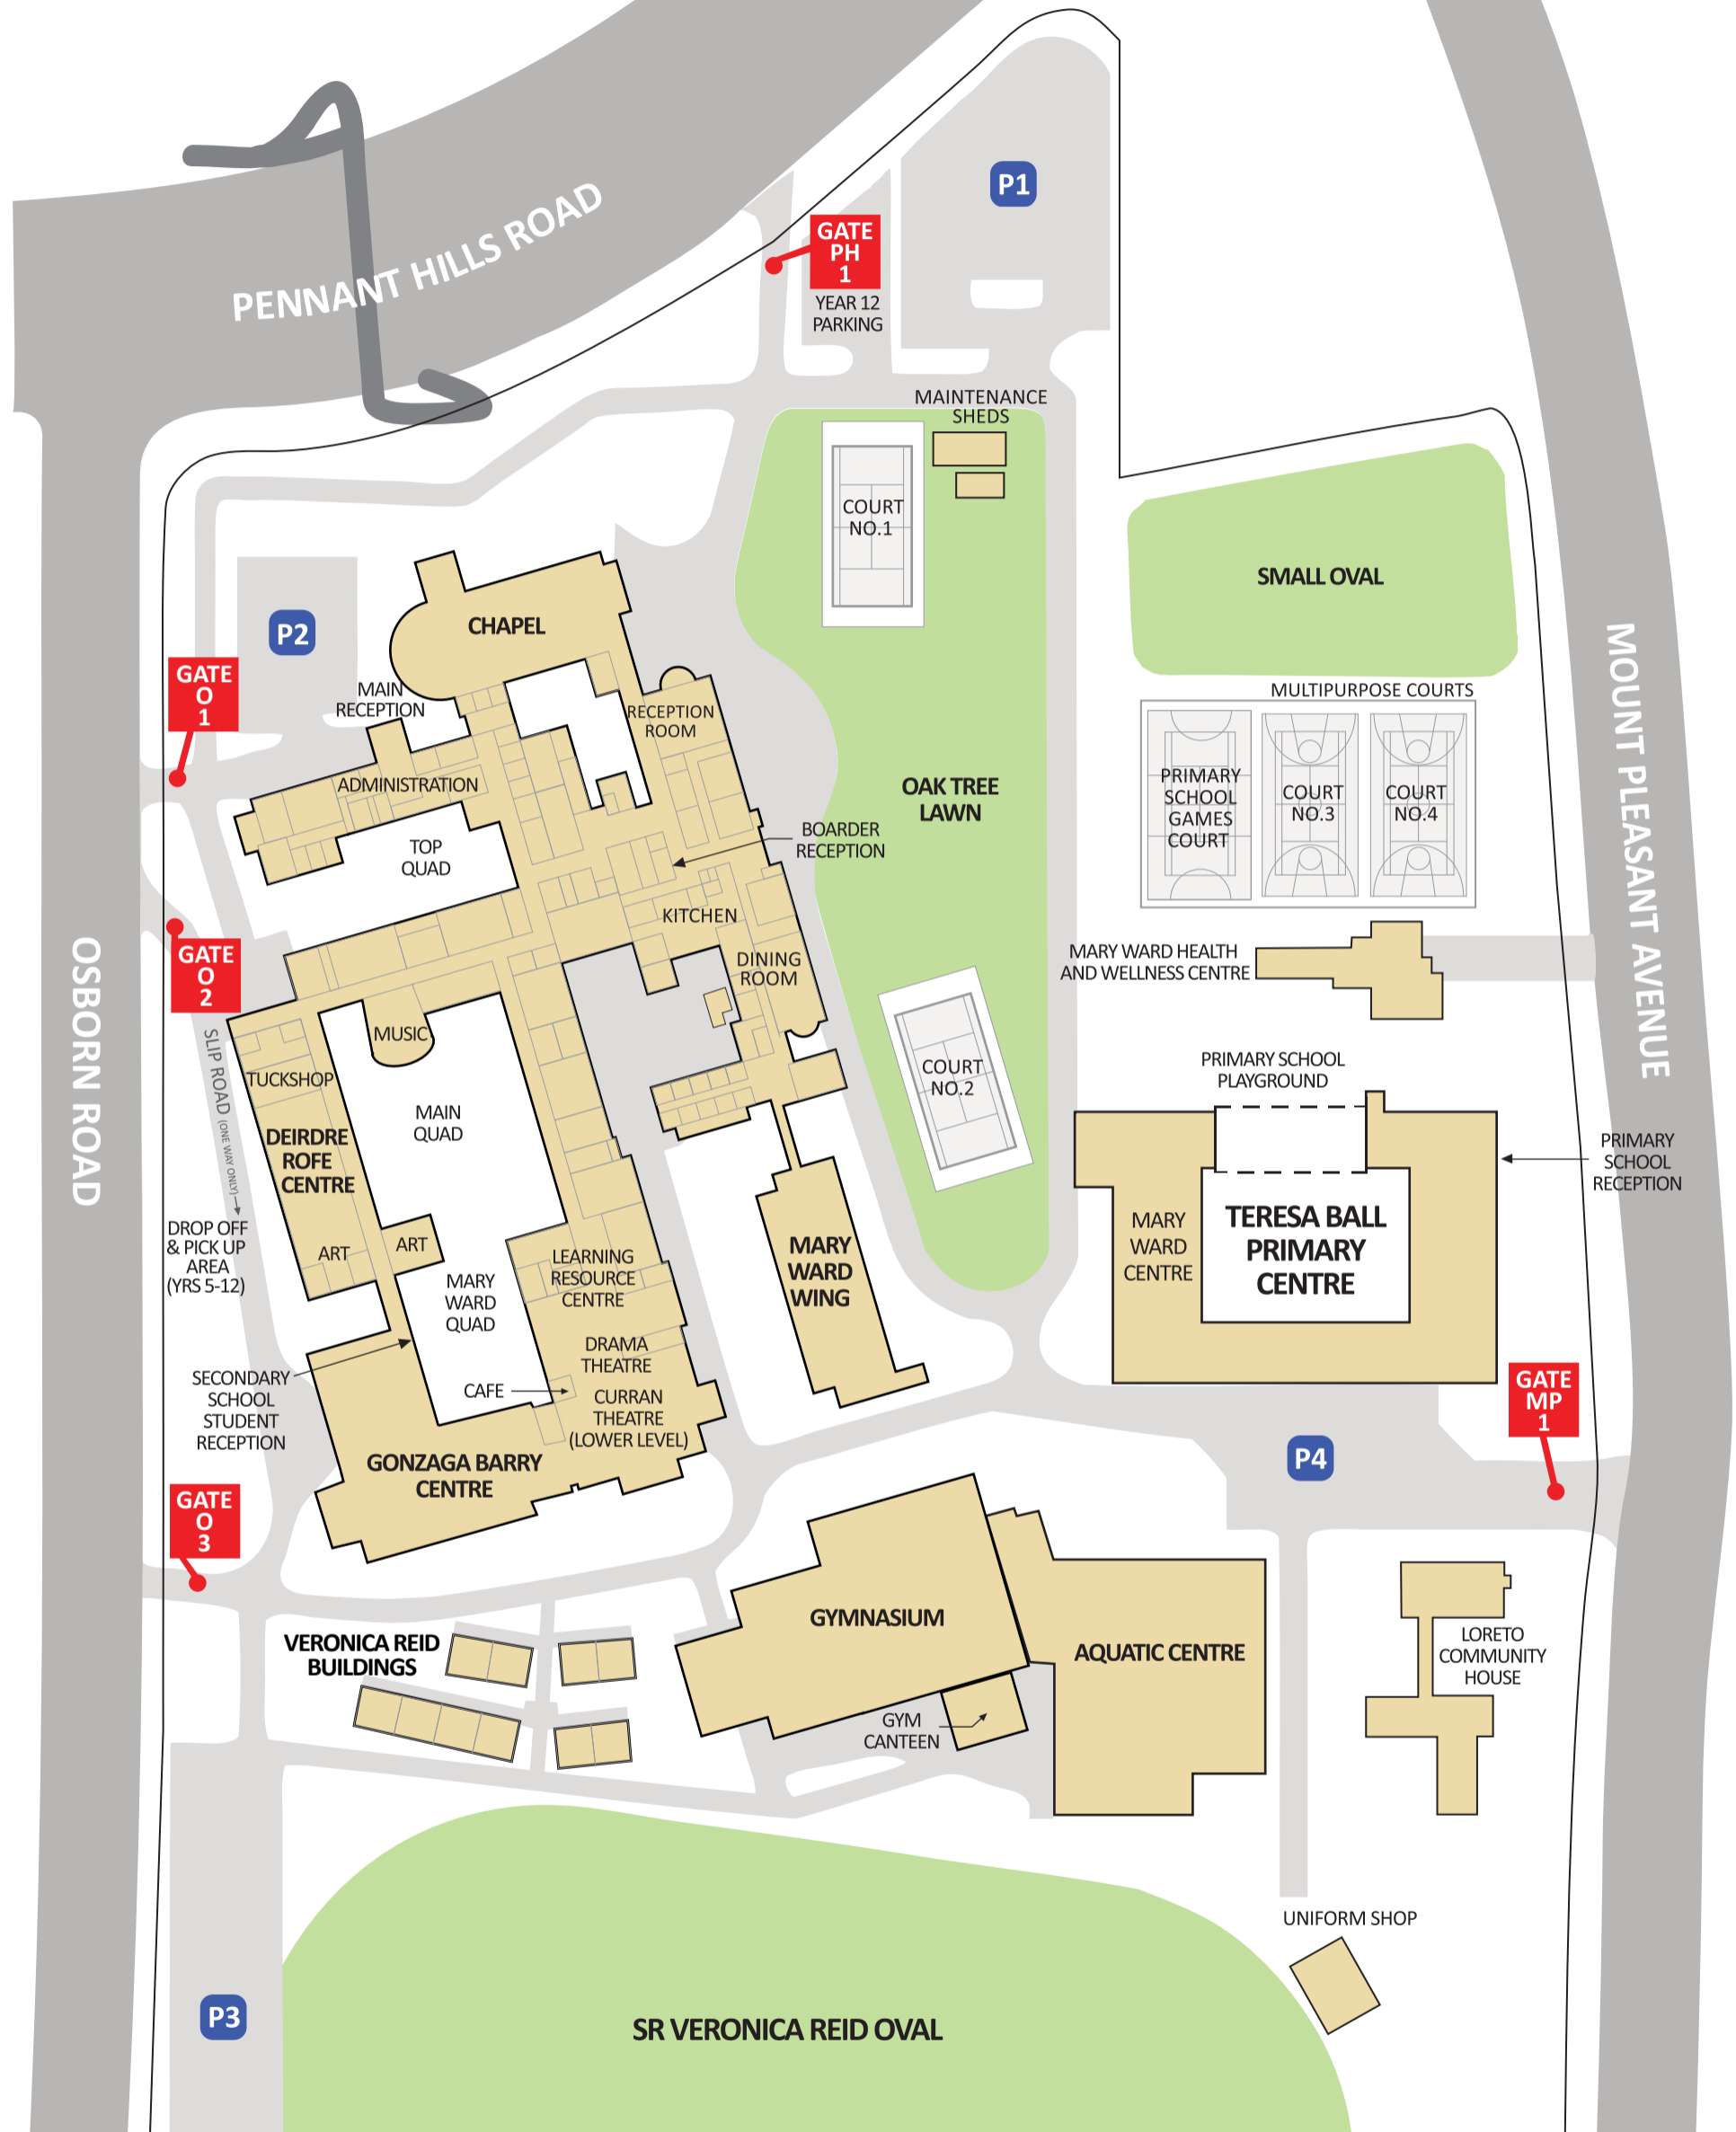 P1
PENNANT HILLS ROAD
GATE
PH
1
YEAR 12
PARKING
MAINTENANCE
SHEDS
COURT
NO.1
SMALL OVAL
P2
CHAPEL
GATE
O
1
MAIN
RECEPTION
RECEPTION
ROOM
MULTIPURPOSE COURTS
MOUNT PLEASANT AVENUE
ADMINISTRATION
OAK TREE
LAWN
PRIMARY
SCHOOL
GAMES
COURT
COURT
NO.3
COURT
NO.4
TOP
QUAD
BOARDER
RECEPTION
KITCHEN
GATE
O
2
DINING
ROOM
MARY WARD HEALTH
AND WELLNESS CENTRE
OSBORN ROAD
SLIP ROAD (ONE WAY ONLY)
MUSIC
TUCKSHOP
MAIN
QUAD
COURT
NO.2
PRIMARY SCHOOL
PLAYGROUND
DEIRDRE
ROFE
CENTRE
PRIMARY
SCHOOL
RECEPTION
DROP OFF
& PICK UP
AREA
(YRS 5-12)
ART
ART
MARY
WARD
QUAD
LEARNING
RESOURCE
CENTRE
MARY
WARD
WING
MARY
WARD
CENTRE
TERESA BALL
PRIMARY
CENTRE
SECONDARY
SCHOOL
STUDENT
RECEPTION
CAFE
DRAMA
THEATRE
CURRAN
THEATRE
(LOWER LEVEL)
GATE
MP
1
P4
GONZAGA BARRY
CENTRE
GATE
O
3
GYMNASIUM
AQUATIC CENTRE
VERONICA REID
BUILDINGS
LORETO
COMMUNITY
HOUSE
GYM
CANTEEN
UNIFORM SHOP
P3
SR VERONICA REID OVAL